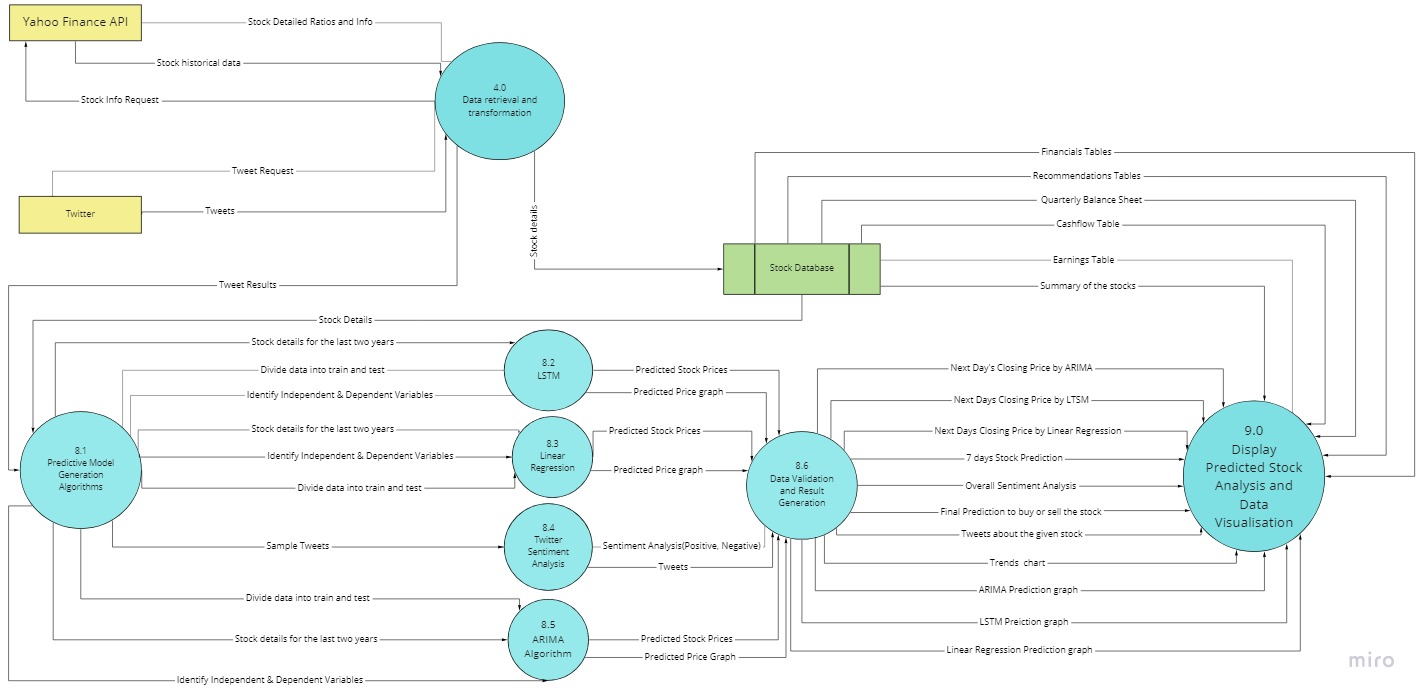 Yahoo Finance API
Stock Detailed Ratios and Info
Stock historical data
Stock Info Request
4.0
Data retrieval and
transformation
Tweet Request
Twitter
Tweets
Stock details
Financials Tables
Recommendations Tables
Quarterly Balance Sheet
Cashflow Table
Stock Database
Earnings Table
Summary of the stocks
Tweet Results
Stock Details
Stock details for the last two years
Divide data into train and test
Identify Independent & Dependent Variables
8.2
LSTM
Predicted Stock Prices
Predicted Price graph
8.1
Predictive Model
Generation
Algorithms
Stock details for the last two years
Identify Independent & Dependent Variables
Divide data into train and test
8.3
Linear
Regression
Predicted Stock Prices
Predicted Price graph
Sample Tweets
8.4
Twitter
Sentiment
Analysis
Sentiment Analysis(Positive, Negative)
Tweets
Divide data into train and test
Stock details for the last two years
Identify Independent & Dependent Variables
8.5
ARIMA
Algorithm
Predicted Stock Prices
Predicted Price Graph
8.6
Data Validation
and Result
Generation
Next Day's Closing Price by ARIMA
Next Days Closing Price by LTSM
Next Days Closing Price by Linear Regression
7 days Stock Prediction
Overall Sentiment Analysis
Final Prediction to buy or sell the stock
Tweets about the given stock
Trends chart
ARIMA Prediction graph
LSTM Preiction graph
Linear Regression Prediction graph
9.0
Display
Predicted Stock
Analysis and
Data
Visualisation
miro